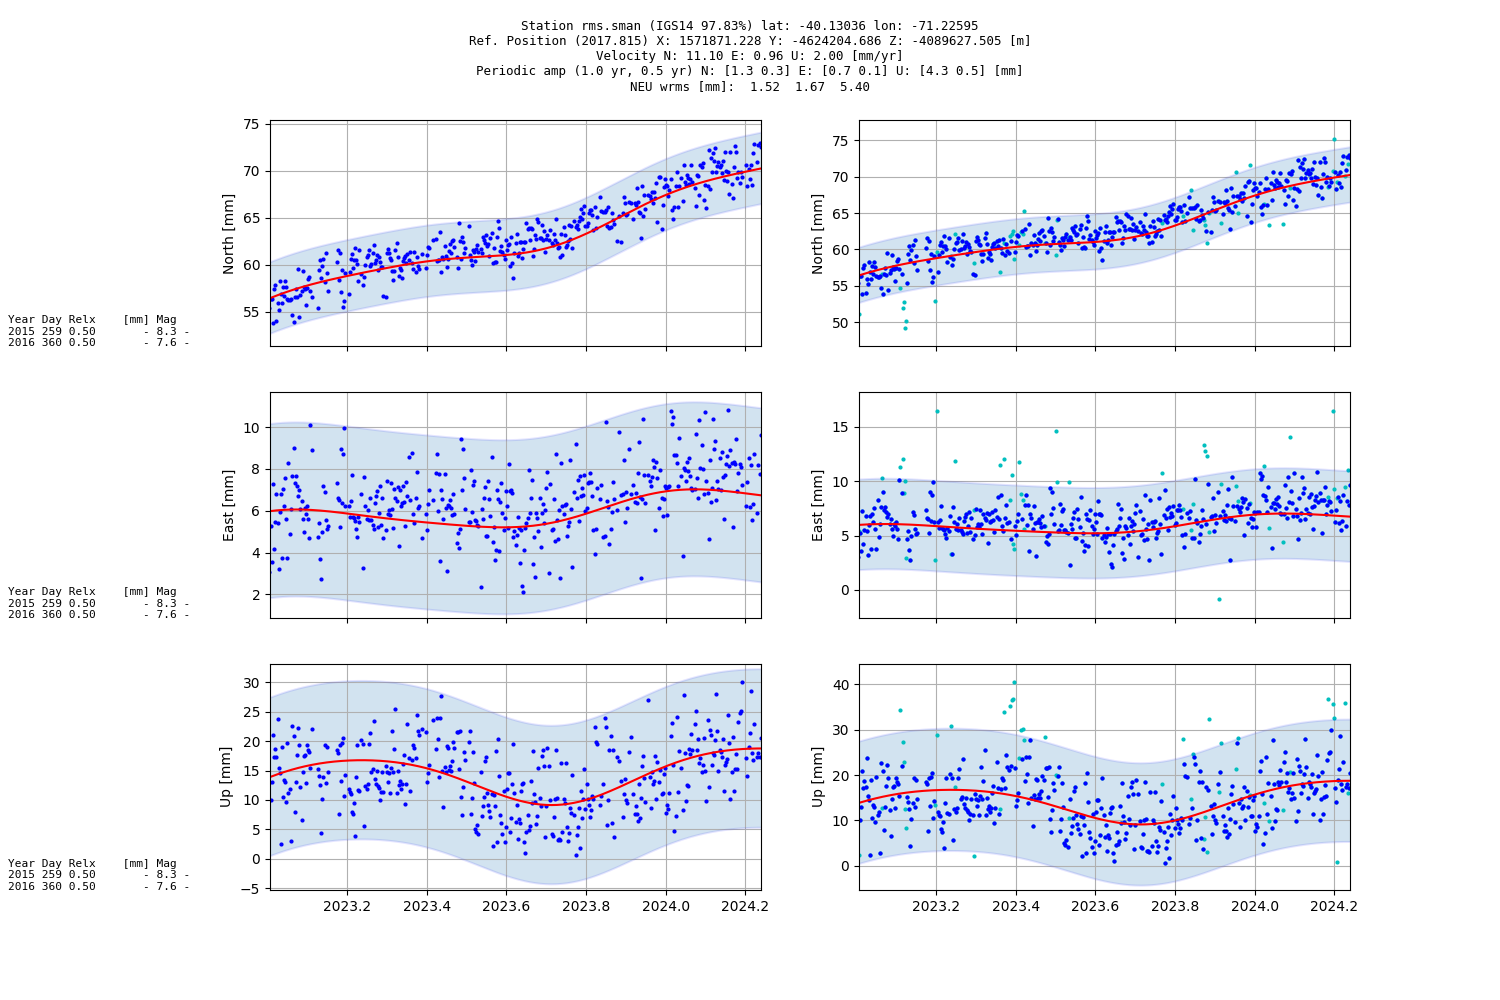 Station rms.sman (IGS14 97.83%) lat: -40.13036 lon: -71.22595
Ref. Position (2017.815) X: 1571871.228 Y: -4624204.686 Z: -4089627.505 [m]
Velocity N: 11.10 E: 0.96 U: 2.00 [mm/yr]
Periodic amp (1.0 yr, 0.5 yr) N: [1.3 0.3] E: [0.7 0.1] U: [4.3 0.5] [mm]
NEU wrms [mm]: 1.52 1.67 5.40
North [mm]
75
70
65
60
55
North [mm]
75
70
65
60
55
50
Year Day Relx [mm] Mag
2015 259 0.50 - 8.3 -
2016 360 0.50 - 7.6 -
East [mm]
10
8
6
4
2
East [mm]
15
10
5
0
Year Day Relx [mm] Mag
2015 259 0.50 - 8.3 -
2016 360 0.50 - 7.6 -
Up [mm]
30
25
20
15
10
5
0
−5
Up [mm]
40
30
20
10
0
Year Day Relx [mm] Mag
2015 259 0.50 - 8.3 -
2016 360 0.50 - 7.6 -
2023.2 2023.4 2023.6 2023.8 2024.0 2024.2
2023.2 2023.4 2023.6 2023.8 2024.0 2024.2